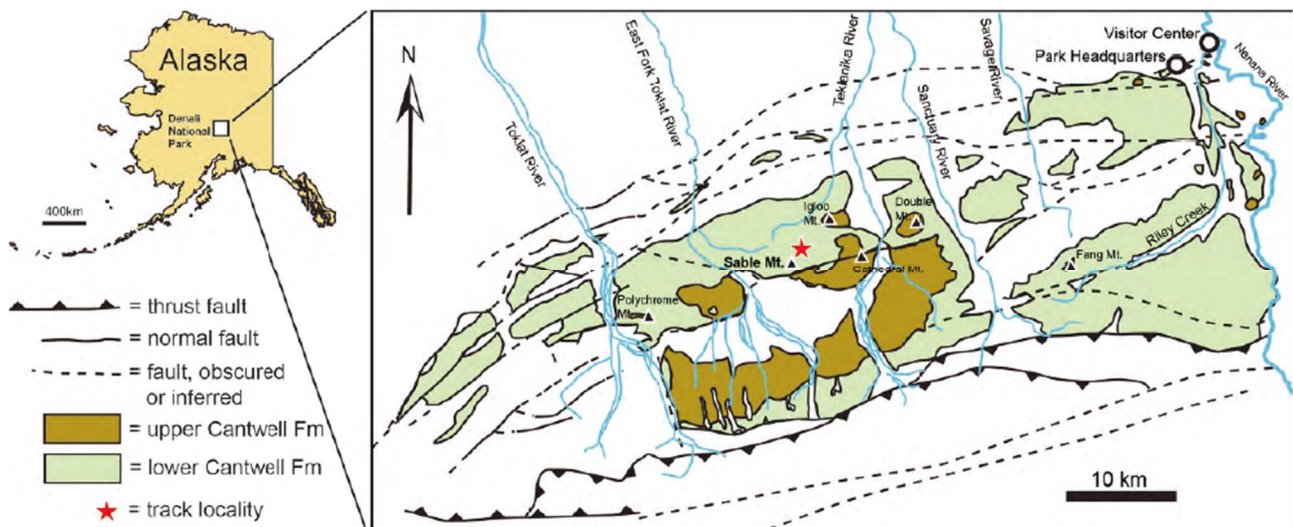 Alaska
Denali
National
Park
400km
= thrust fault
= normal fault
= fault, obscured
or inferred
= upper Cantwell Fm
= lower Cantwell Fm
= track locality
N
Toklat River
East Fork Toklat River
Teklanika River
Sanctuary River
Savage River
Visitor Center
Park Headquarters
Nenana River
Igloo
Mt.
Double
Mt.
Sable Mt.
Cathedral Mt.
Polychrome
Mt.
Fang Mt.
Riley Creek
10 km